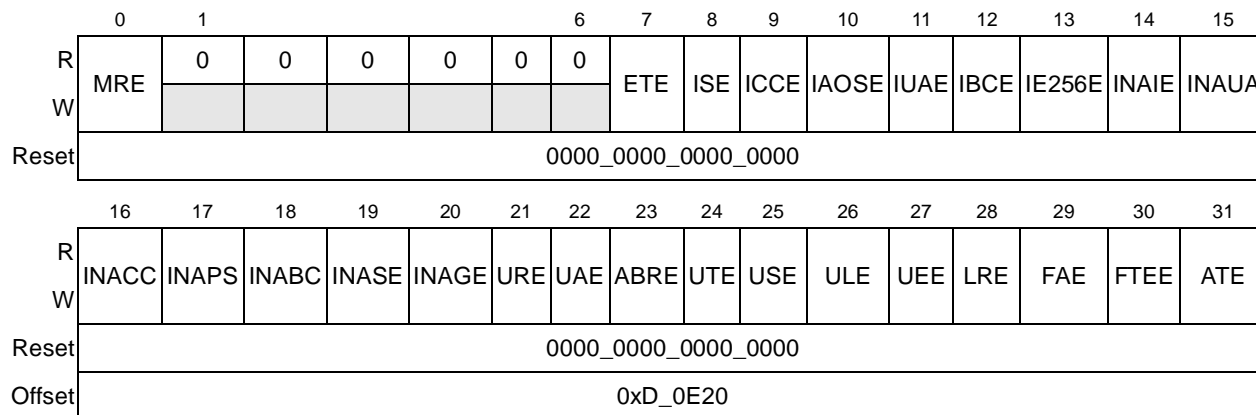 0 1 6 7 8 9 10 11 12 13 14 15
R MRE 0 0 0 0 0 0 ETE ISE ICCE IAOSE IUAE IBCE IE256E INAIE INAUA
W
Reset 0000_0000_0000_0000
16 17 18 19 20 21 22 23 24 25 26 27 28 29 30 31
R INACC INAPS INABC INASE INAGE URE UAE ABRE UTE USE ULE UEE LRE FAE FTEE ATE
W
Reset 0000_0000_0000_0000
Offset 0xD_0E20